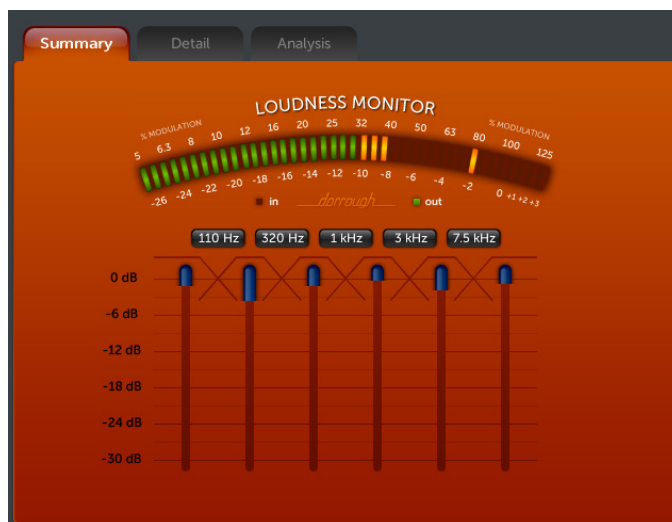 Summary
Detail
Analysis
LOUDNESS MONITOR
% MODULATION
% MODULATION
5 6.3 8 10 12 16 20 25 32 40 50 63 80 100 125
-26 -24 -22 -20 -18 -16 -14 -12 -10 -8 -6 -4 -2 0 +1 +2 +3
in
dorrough
out
110 Hz
320 Hz
1 kHz
3 kHz
7.5 kHz
0 dB
-6 dB
-12 dB
-18 dB
-24 dB
-30 dB